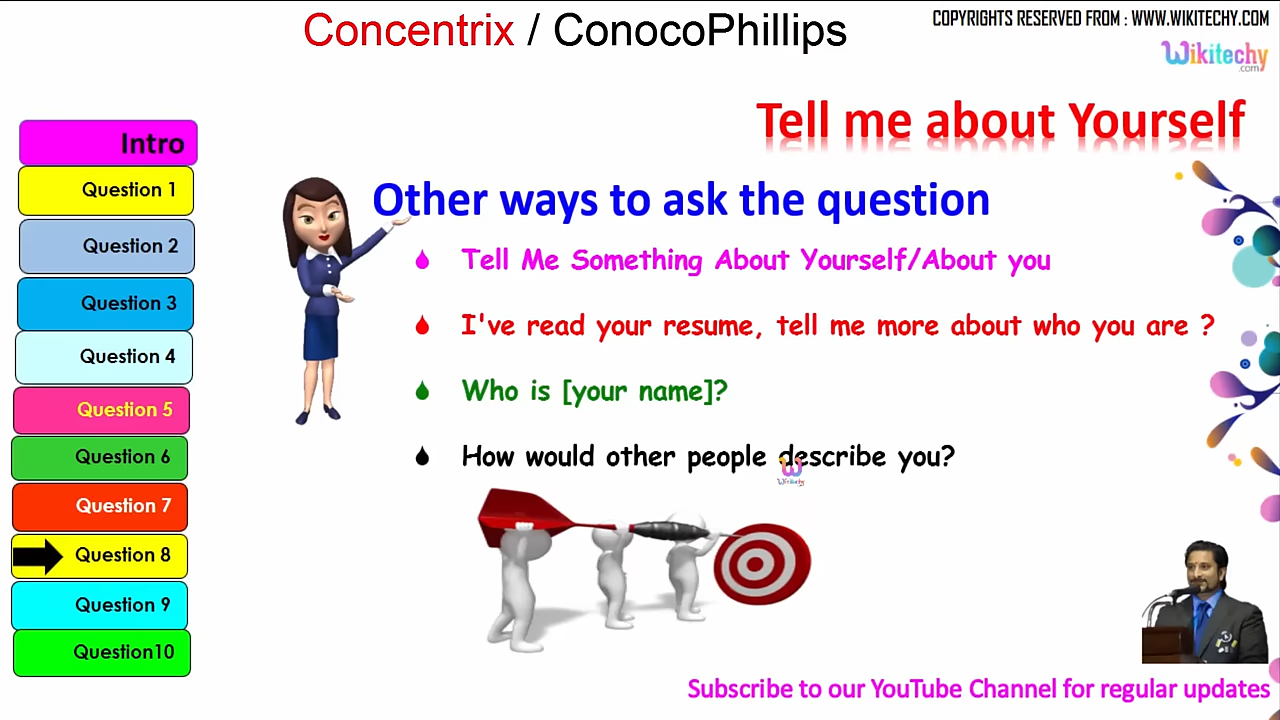 Concentrix / ConocoPhillips
COPYRIGHTS RESERVED FROM : WWW.WIKITECHY.COM
Wikitechy
.com
Tell me about Yourself
Intro
Question 1
Question 2
Question 3
Question 4
Question 5
Question 6
Question 7
Question 8
Question 9
Question10
Other ways to ask the question
Tell Me Something About Yourself/About you
I've read your resume, tell me more about who you are ?
Who is [your name]?
How would other people describe you?
Wikitechy
Subscribe to our YouTube Channel for regular updates